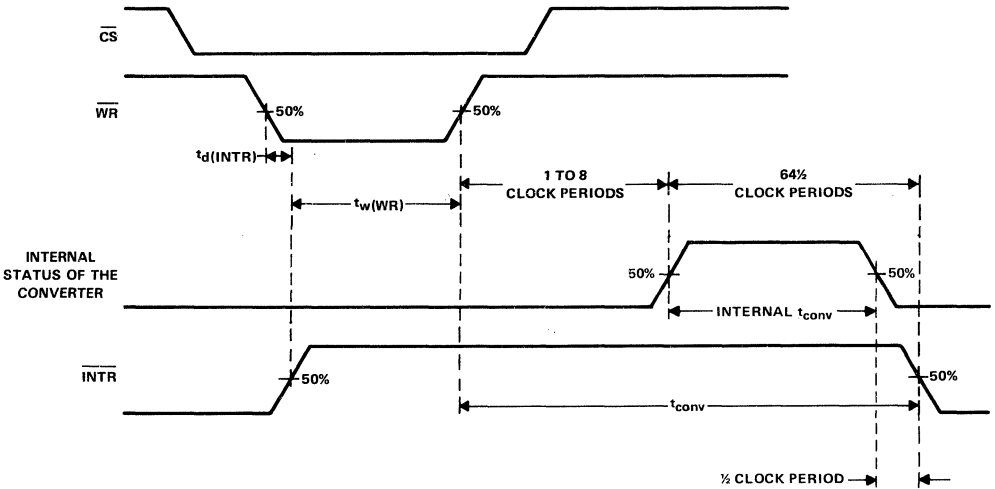 CS
WR
50%
50%
td(INTR)
1 TO 8
CLOCK PERIODS
64½
CLOCK PERIODS
tw(WR)
INTERNAL
STATUS OF THE
CONVERTER
50%
50%
INTERNAL tconv
INTR
50%
50%
tconv
½ CLOCK PERIOD